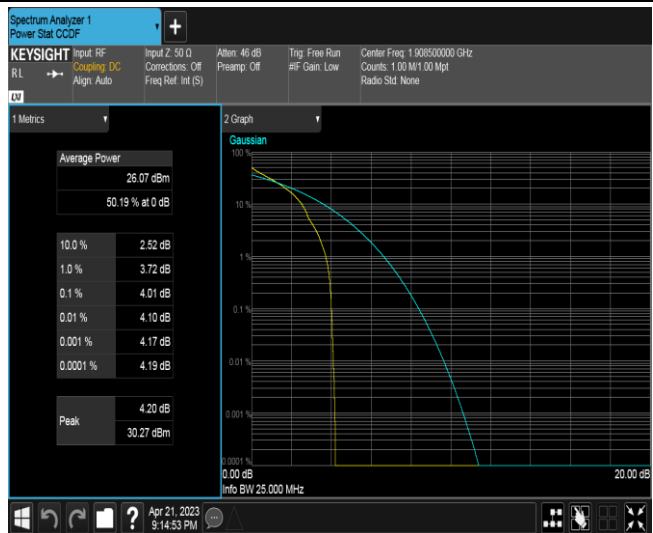 Spectrum Analyzer 1
Power Stat CCDF
+
KEYSIGHT
RL
Input: RF
Coupling: DC
Align: Auto
Input Z: 50 Ω
Corrections: Off
Freq Ref: Int (S)
Atten: 46 dB
Preamp: Off
Trig: Free Run
#IF Gain: Low
Center Freq: 1.908500000 GHz
Counts: 1.00 M/1.00 Mpt
Radio Std: None
LXI
1 Metrics
Average Power
26.07 dBm
50.19 % at 0 dB
10.0 % 2.52 dB
1.0 % 3.72 dB
0.1 % 4.01 dB
0.01 % 4.10 dB
0.001 % 4.17 dB
0.0001 % 4.19 dB
Peak
4.20 dB
30.27 dBm
2 Graph
Gaussian
100 %
10 %
1 %
0.1 %
0.01 %
0.001 %
0.0001 %
0.00 dB 20.00 dB
Info BW 25.000 MHz
?
Apr 21, 2023
9:14:53 PM